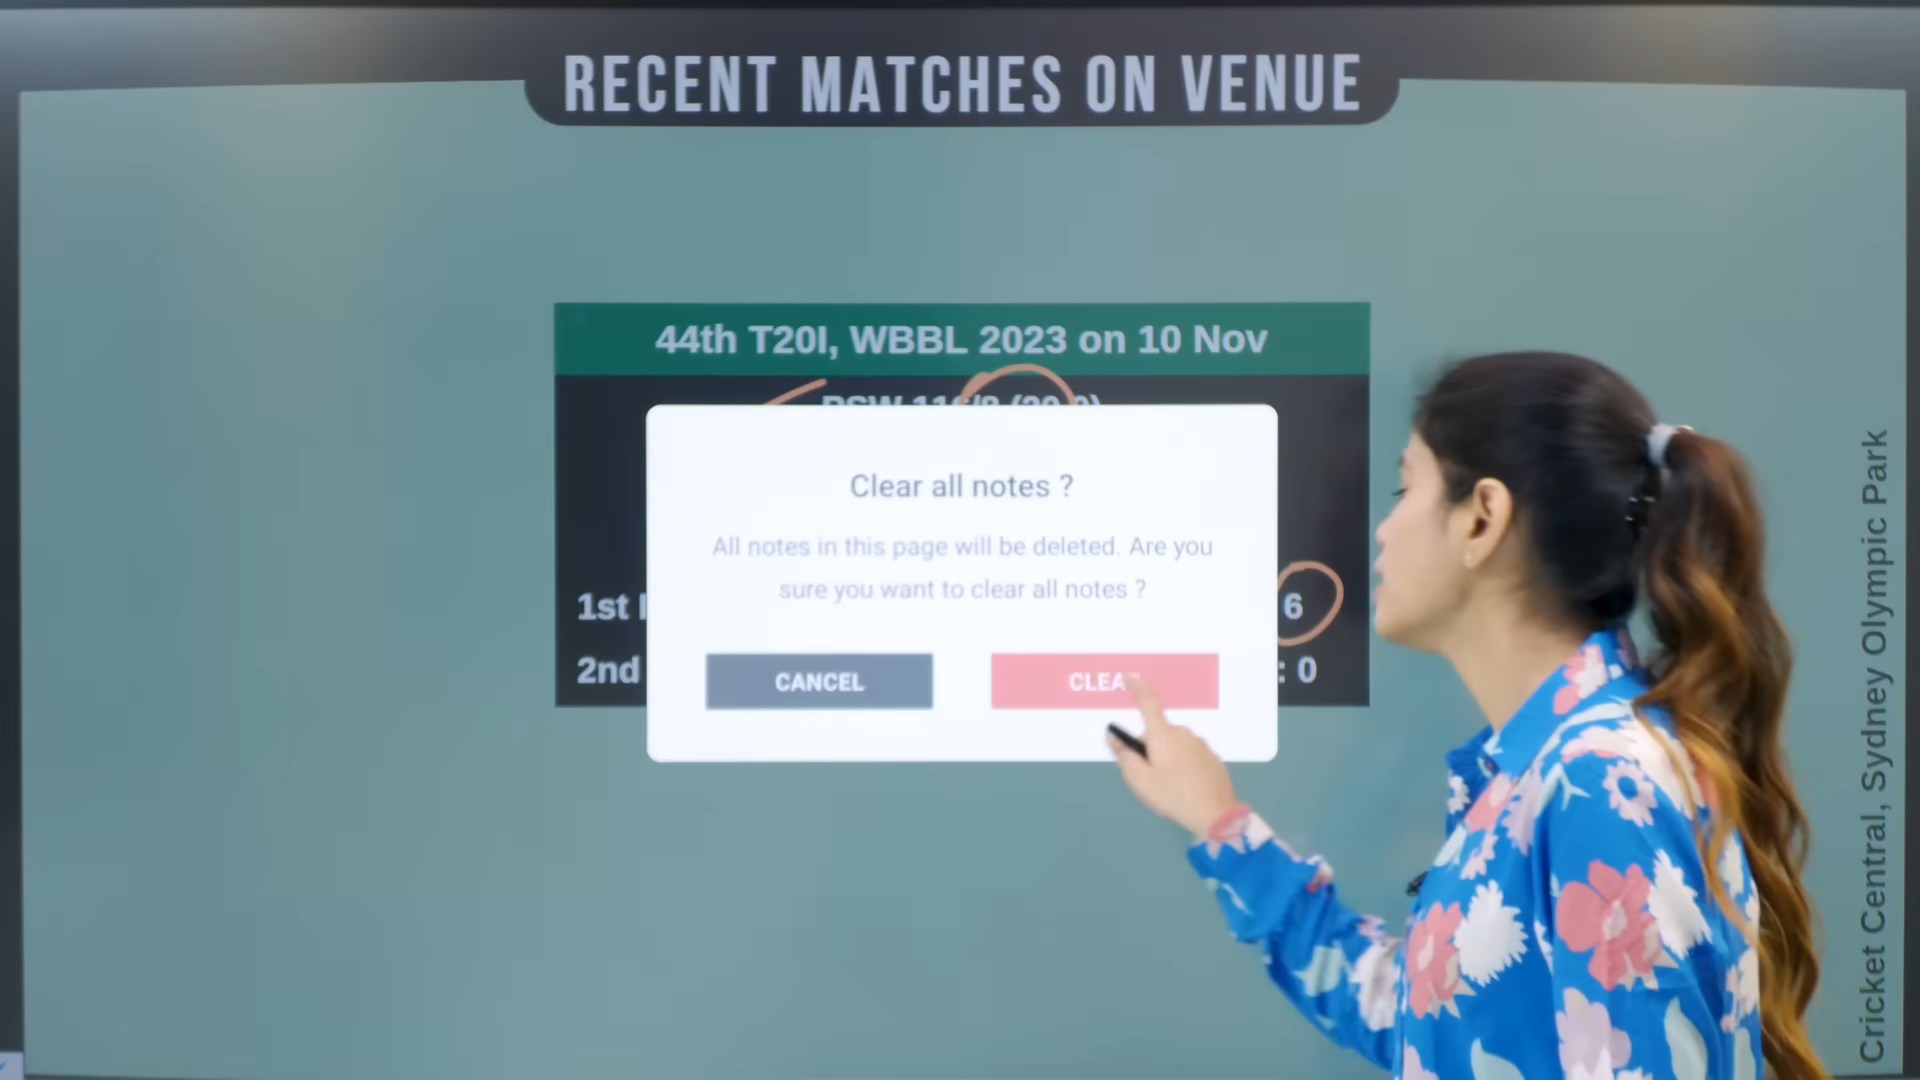 RECENT MATCHES ON VENUE
44th T20I, WBBL 2023 on 10 Nov
Clear all notes ?
All notes in this page will be deleted. Are you
sure you want to clear all notes ?
1st
6
2nd
: 0
CANCEL
CLEAR
Cricket Central, Sydney Olympic Park